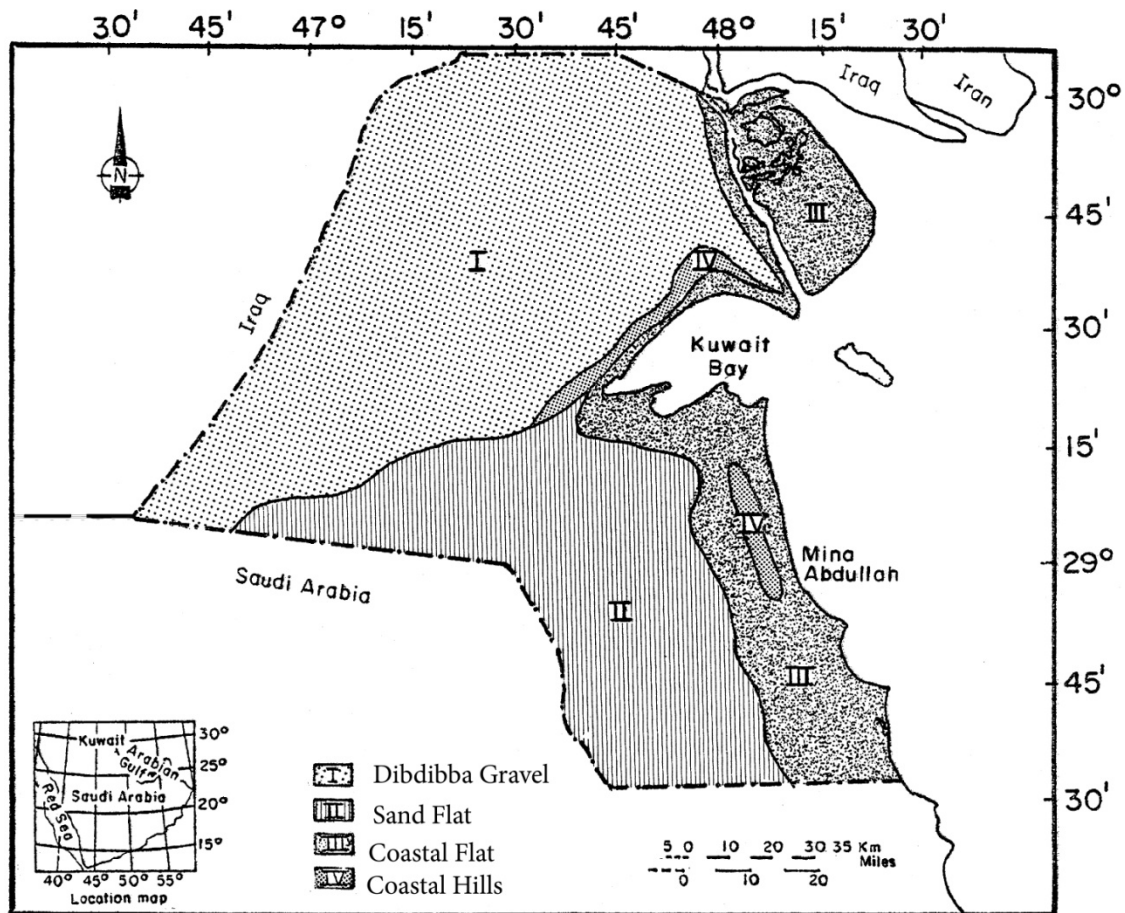 30' 45' 47° 30' 45' 48° 15' 30'
Iraq
Iran
30°
N
III
45'
I
IV
Iraq
30'
Kuwait
Bay
15'
IV
Mina
Abdullah
29°
Saudi Arabia
II
III
45'
30'
30°
Kuwait
Arabian
Gulf
25°
Saudi Arabia
20°
Red Sea
15°
40° 45° 50° 55°
Location map
I Dibdibba Gravel
II Sand Flat
III Coastal Flat
IV Coastal Hills
5 0 10 20 30 35 Km
Miles
0 10 20